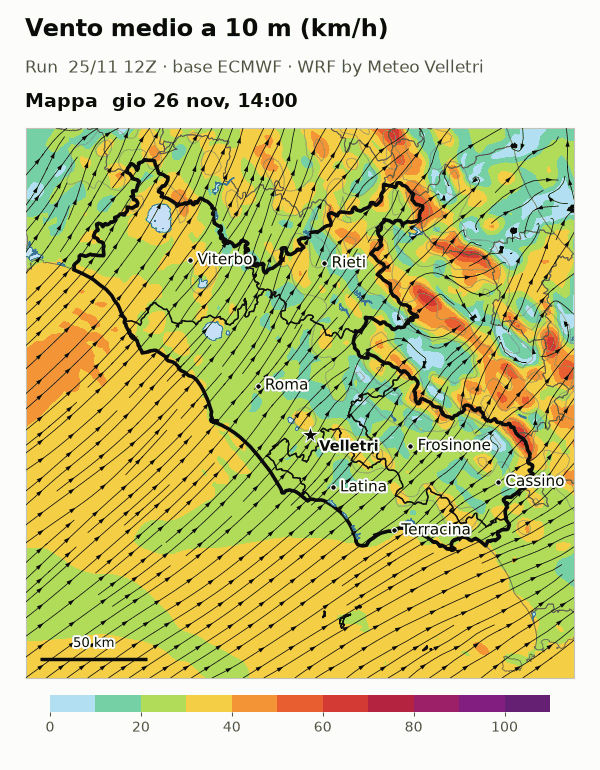 Vento medio a 10 m (km/h)
Run  25/11 12Z · base ECMWF · WRF by Meteo Velletri
Mappa  gio 26 nov, 14:00
Viterbo
Rieti
Roma
Velletri
Frosinone
Cassino
Latina
Terracina
50 km
0 20 40 60 80 100